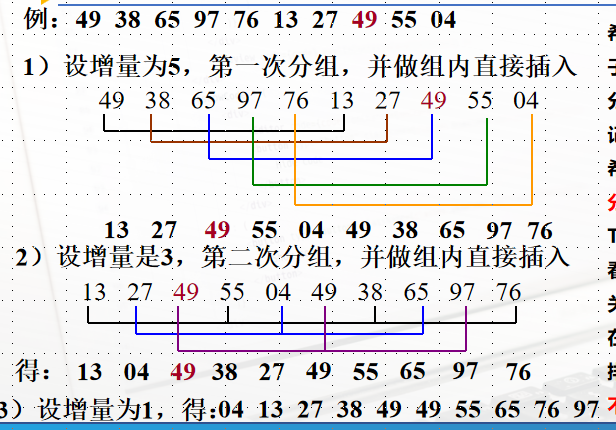 例：49 38 65 97 76 13 27 49 55 04
1）设增量为5，第一次分组，并做组内直接插入
49 38 65 97 76 13 27 49 55 04
13 27 49 55 04 49 38 65 97 76
2）设增量是3，第二次分组，并做组内直接插入
13 27 49 55 04 49 38 65 97 76
得：13 04 49 38 27 49 55 65 97 76
3）设增量为1，得:04 13 27 38 49 49 55 65 76 97